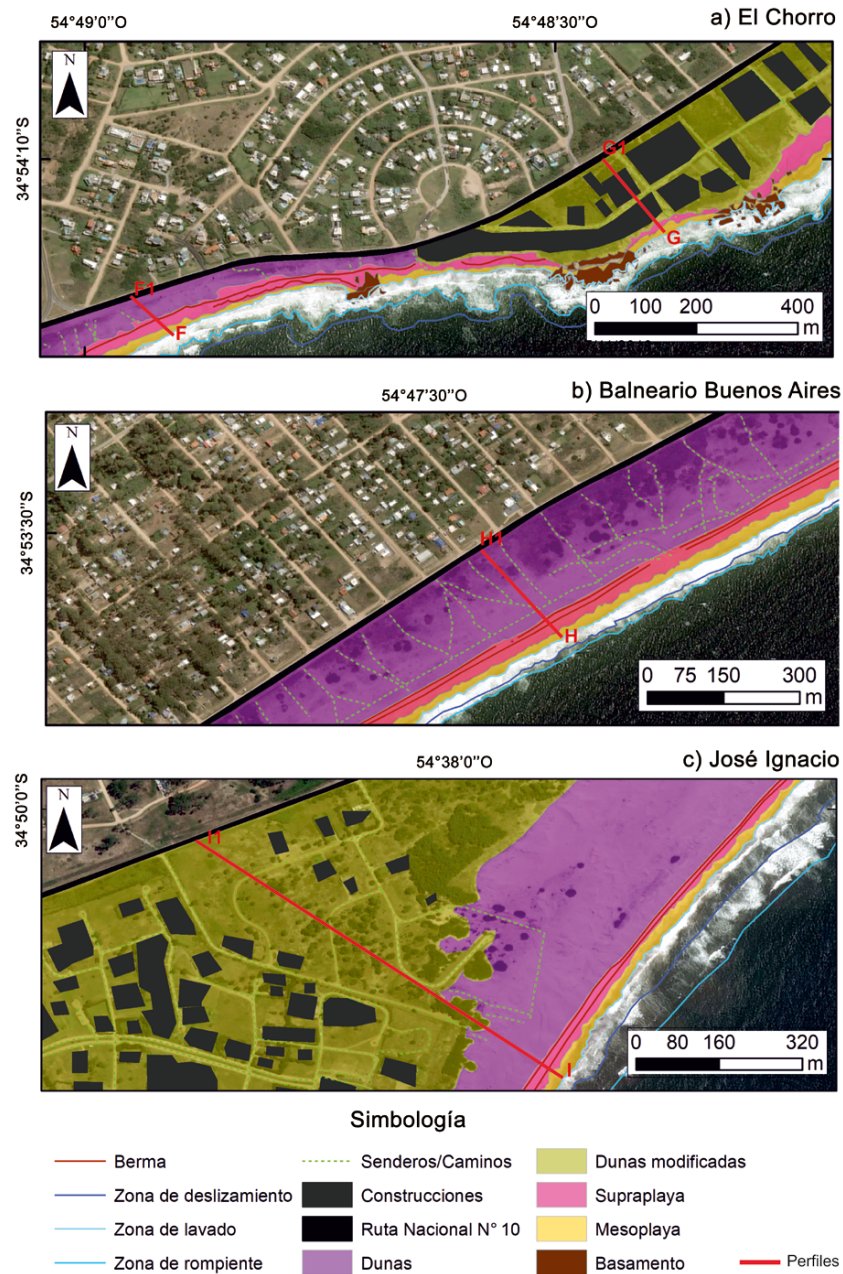 54°49'0''O
54°48'30''O
a) El Chorro
N
34°54'10''S
G1
G
F1
F
0 100 200 400
m
b) Balneario Buenos Aires
54°47'30''O
N
34°53'30''S
H1
H
0 75 150 300
m
c) José Ignacio
54°38'0''O
34°50'0''S
N
I1
I
0 80 160 320
m
Simbología
Berma
Senderos/Caminos
Dunas modificadas
Zona de deslizamiento
Construcciones
Supraplaya
Zona de lavado
Ruta Nacional N° 10
Mesoplaya
Zona de rompiente
Dunas
Basamento
Perfiles